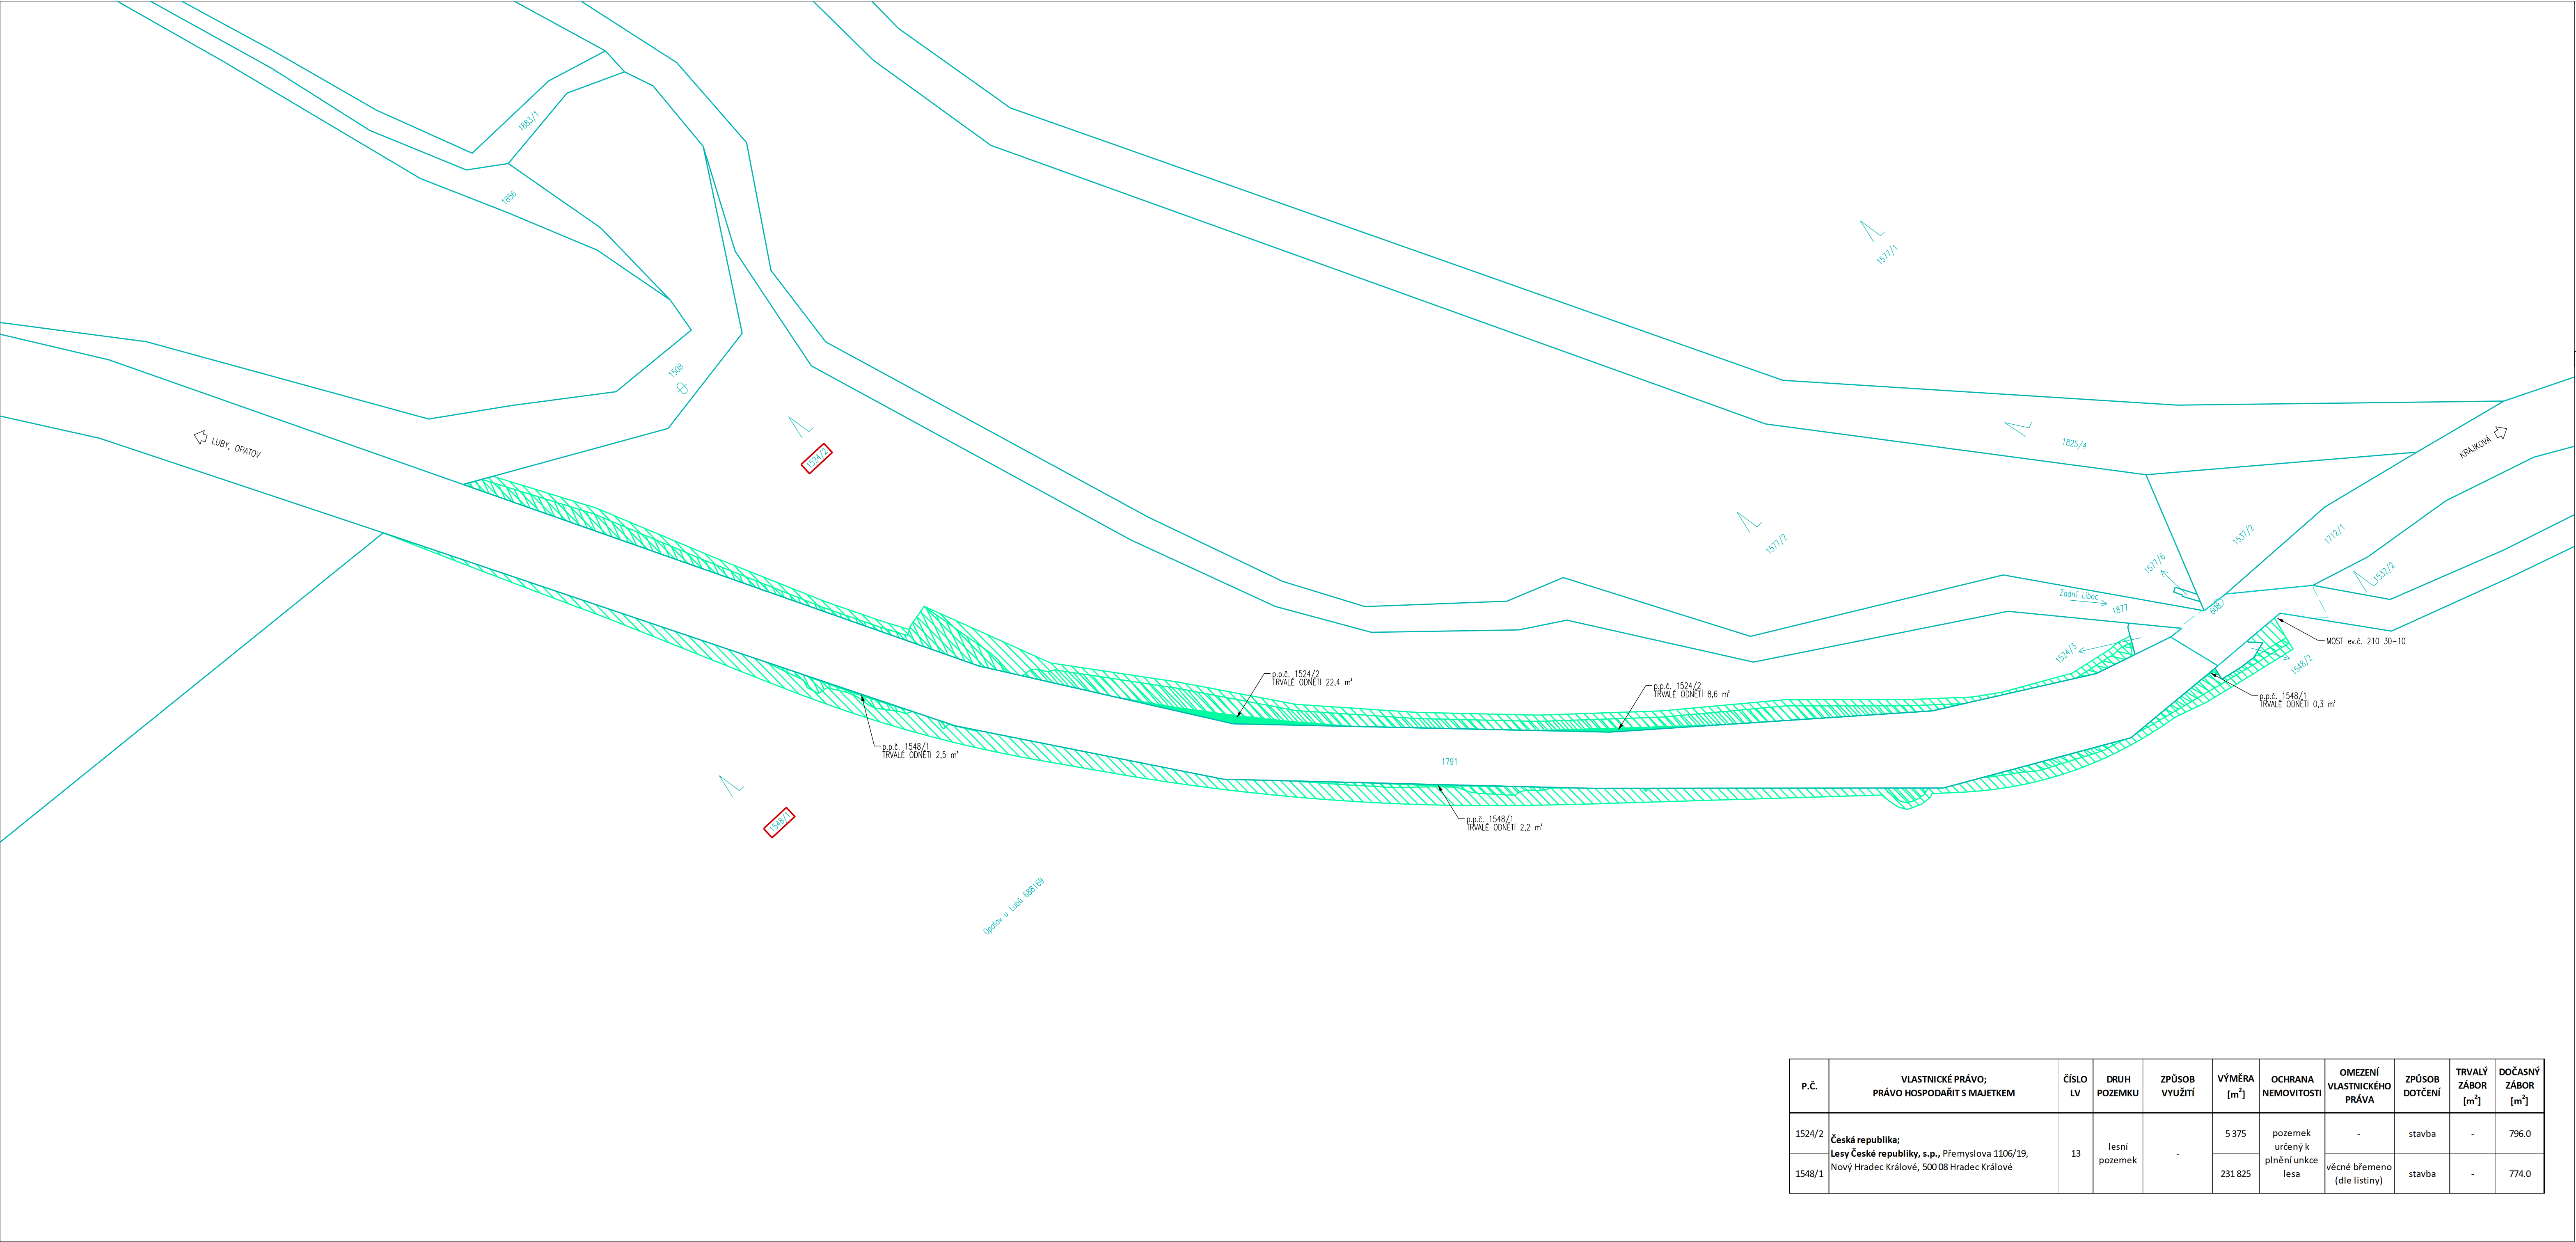 1883/1
1856
1577/1
1508
LUBY, OPATOV
1524/2
1825/4
KRAJKOVÁ
1577/2
1537/2
1712/1
1577/6
1532/2
Zadní Liboc
1877
608
1524/3
MOST ev.č. 210 30-10
1548/2
p.p.č. 1524/2
TRVALÉ ODNĚTÍ 22,4 m²
p.p.č. 1524/2
TRVALÉ ODNĚTÍ 8,6 m²
p.p.č. 1548/1
TRVALÉ ODNĚTÍ 0,3 m²
p.p.č. 1548/1
TRVALÉ ODNĚTÍ 2,5 m²
1791
1548/1
p.p.č. 1548/1
TRVALÉ ODNĚTÍ 2,2 m²
Opatov u Lubů 688169
P.Č. VLASTNICKÉ PRÁVO; PRÁVO HOSPODAŘIT S MAJETKEM ČÍSLO LV DRUH POZEMKU ZPŮSOB VYUŽITÍ VÝMĚRA [m²] OCHRANA NEMOVITOSTI OMEZENÍ VLASTNICKÉHO PRÁVA ZPŮSOB DOTČENÍ TRVALÝ ZÁBOR [m²] DOČASNÝ ZÁBOR [m²]
1524/2 Česká republika;
Lesy České republiky, s.p., Přemyslova 1106/19,
Nový Hradec Králové, 500 08 Hradec Králové
13 lesní pozemek - 5 375 pozemek určený k plnění unkce lesa - stavba - 796.0
1548/1 231 825 věcné břemeno (dle listiny) stavba - 774.0